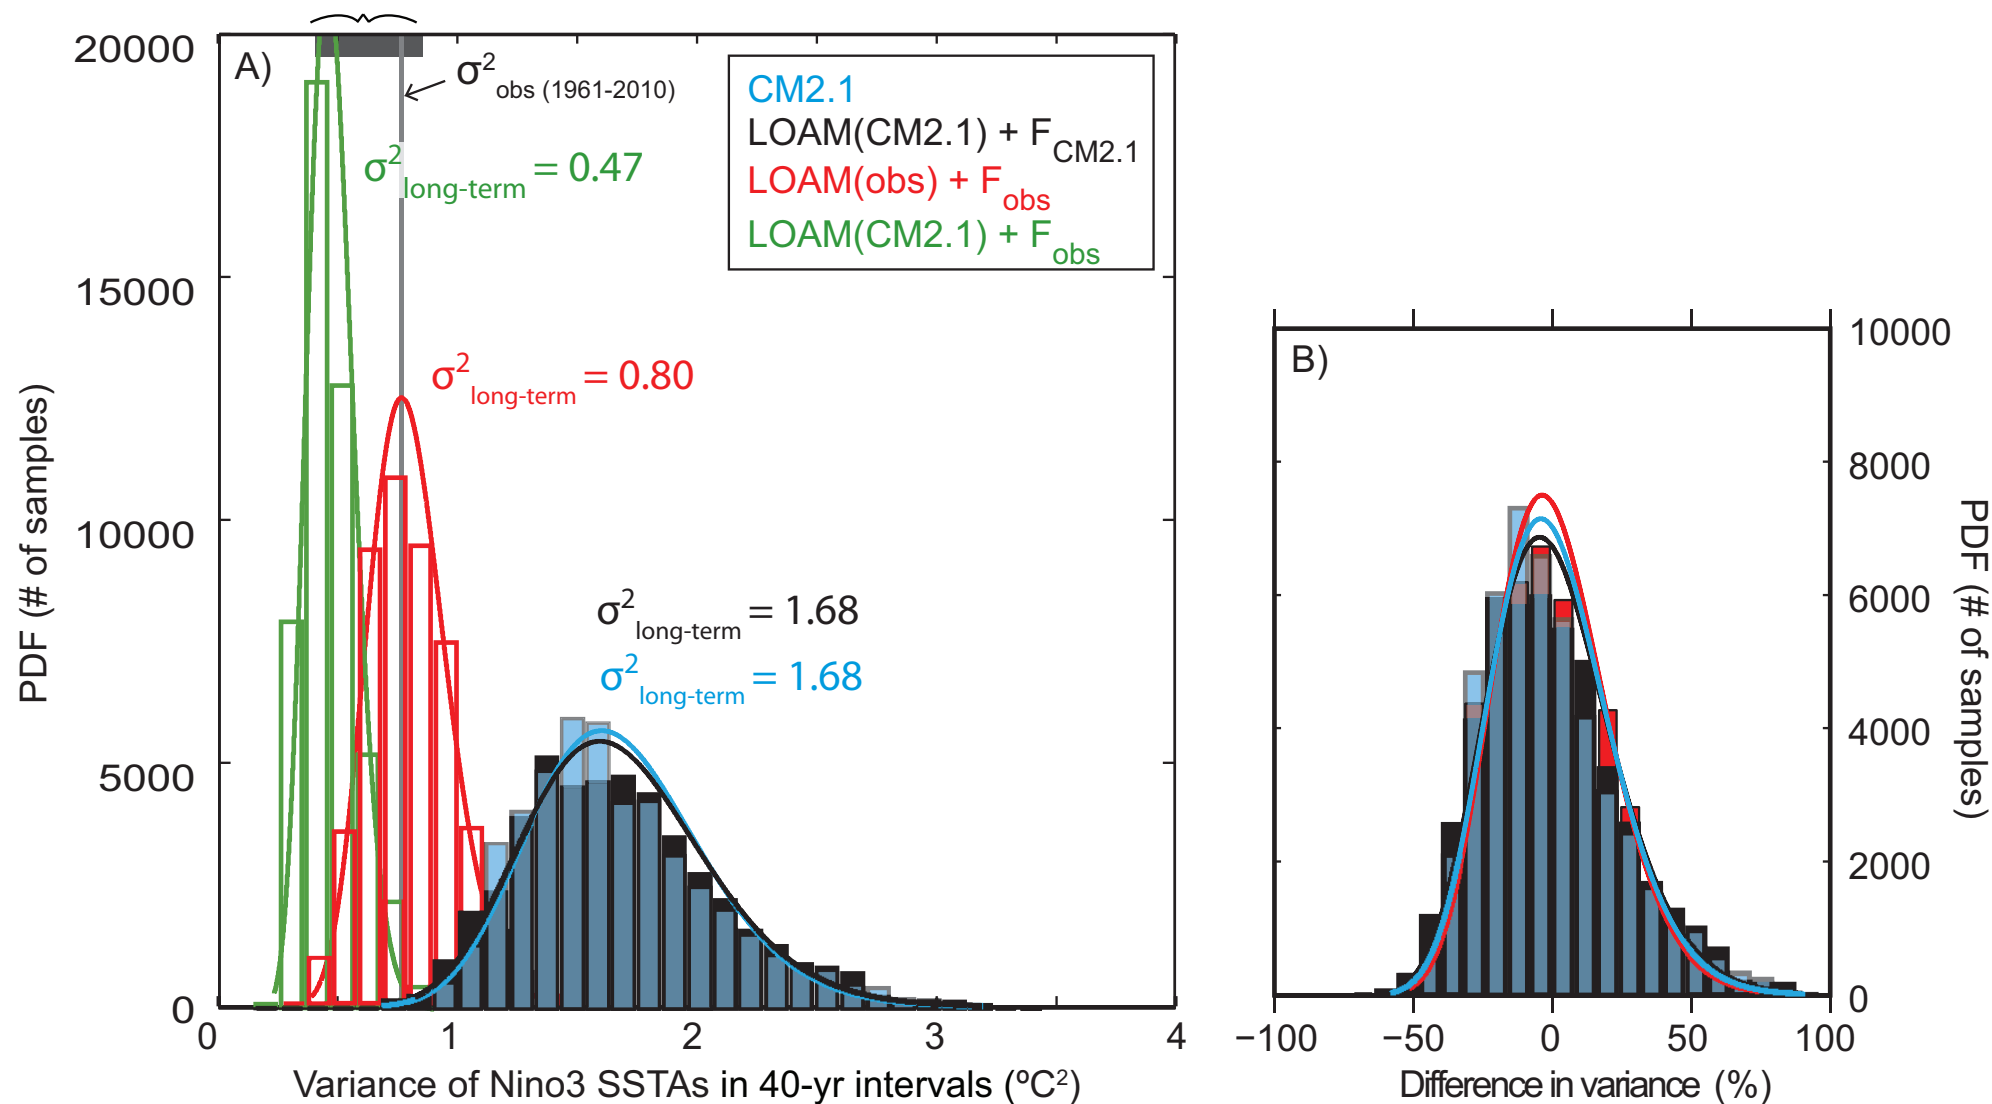 A)
σ²obs (1961-2010)
σ²long-term = 0.47
σ²long-term = 0.80
σ²long-term = 1.68
σ²long-term = 1.68
CM2.1
LOAM(CM2.1) + FCM2.1
LOAM(obs) + Fobs
LOAM(CM2.1) + Fobs
20000
15000
10000
5000
0
PDF (# of samples)
0 1 2 3 4
Variance of Nino3 SSTAs in 40-yr intervals (ºC²)
B)
10000
8000
6000
4000
2000
0
PDF (# of samples)
−100 −50 0 50 100
Difference in variance (%)